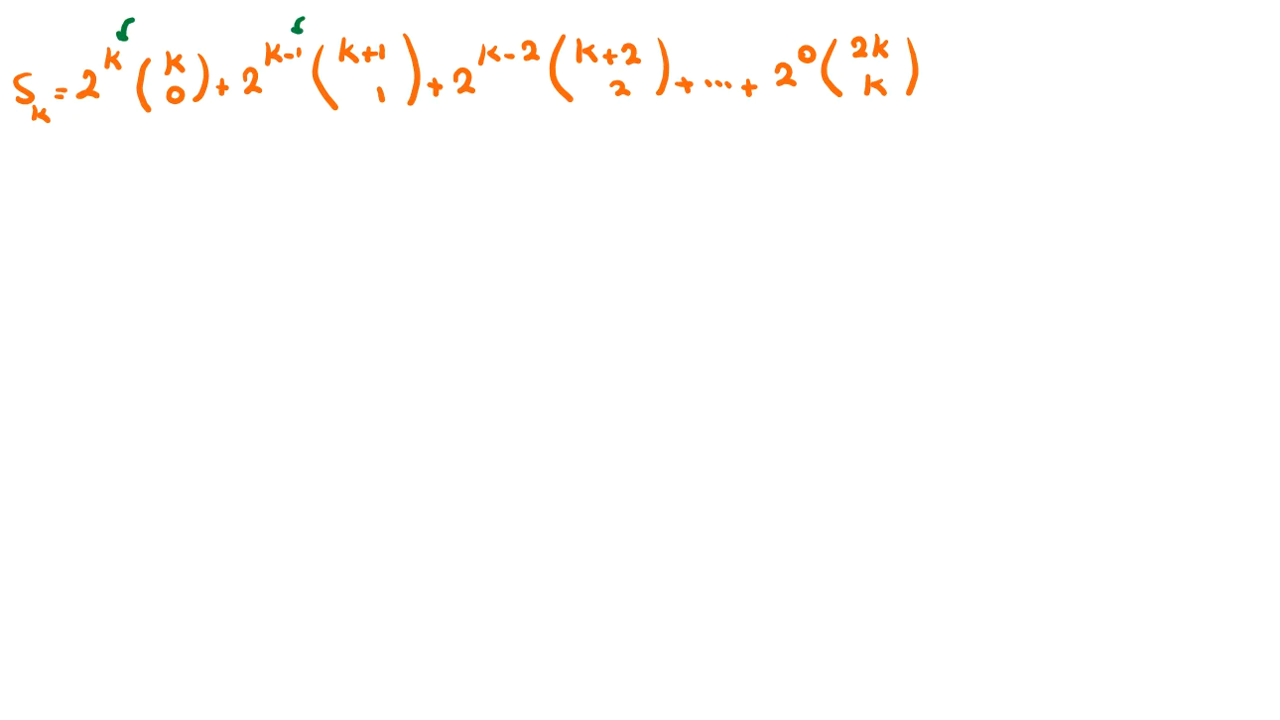 S_k = 2^k (k 0) + 2^{k-1} (k+1 1) + 2^{k-2} (k+2 2) + ... + 2^0 (2k k)